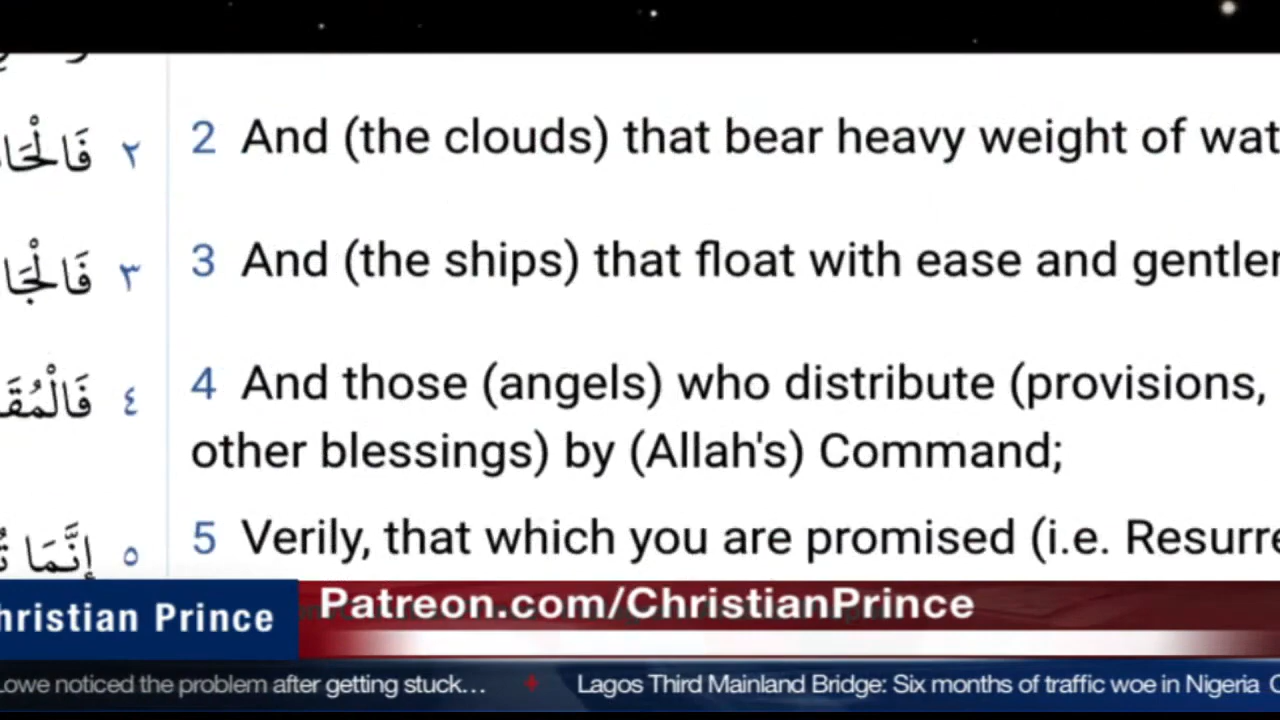 فَالْحَا ٢
2 And (the clouds) that bear heavy weight of wat
فَالْجَا ٣
3 And (the ships) that float with ease and gentle
فَالْمُقَ ٤
4 And those (angels) who distribute (provisions,
other blessings) by (Allah's) Command;
إِنَّمَا تُ ٥
5 Verily, that which you are promised (i.e. Resurre
hristian Prince
Patreon.com/ChristianPrince
Lowe noticed the problem after getting stuck... Lagos Third Mainland Bridge: Six months of traffic woe in Nigeria